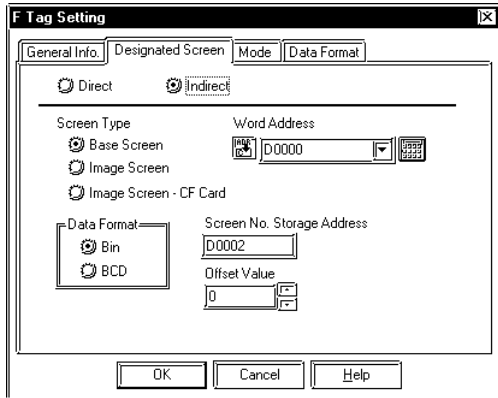 F Tag Setting
General Info. Designated Screen Mode Data Format
Direct Indirect
Screen Type Word Address
Base Screen D0000
Image Screen
Image Screen - CF Card
Data Format Screen No. Storage Address
Bin D0002
BCD Offset Value
0
OK Cancel Help